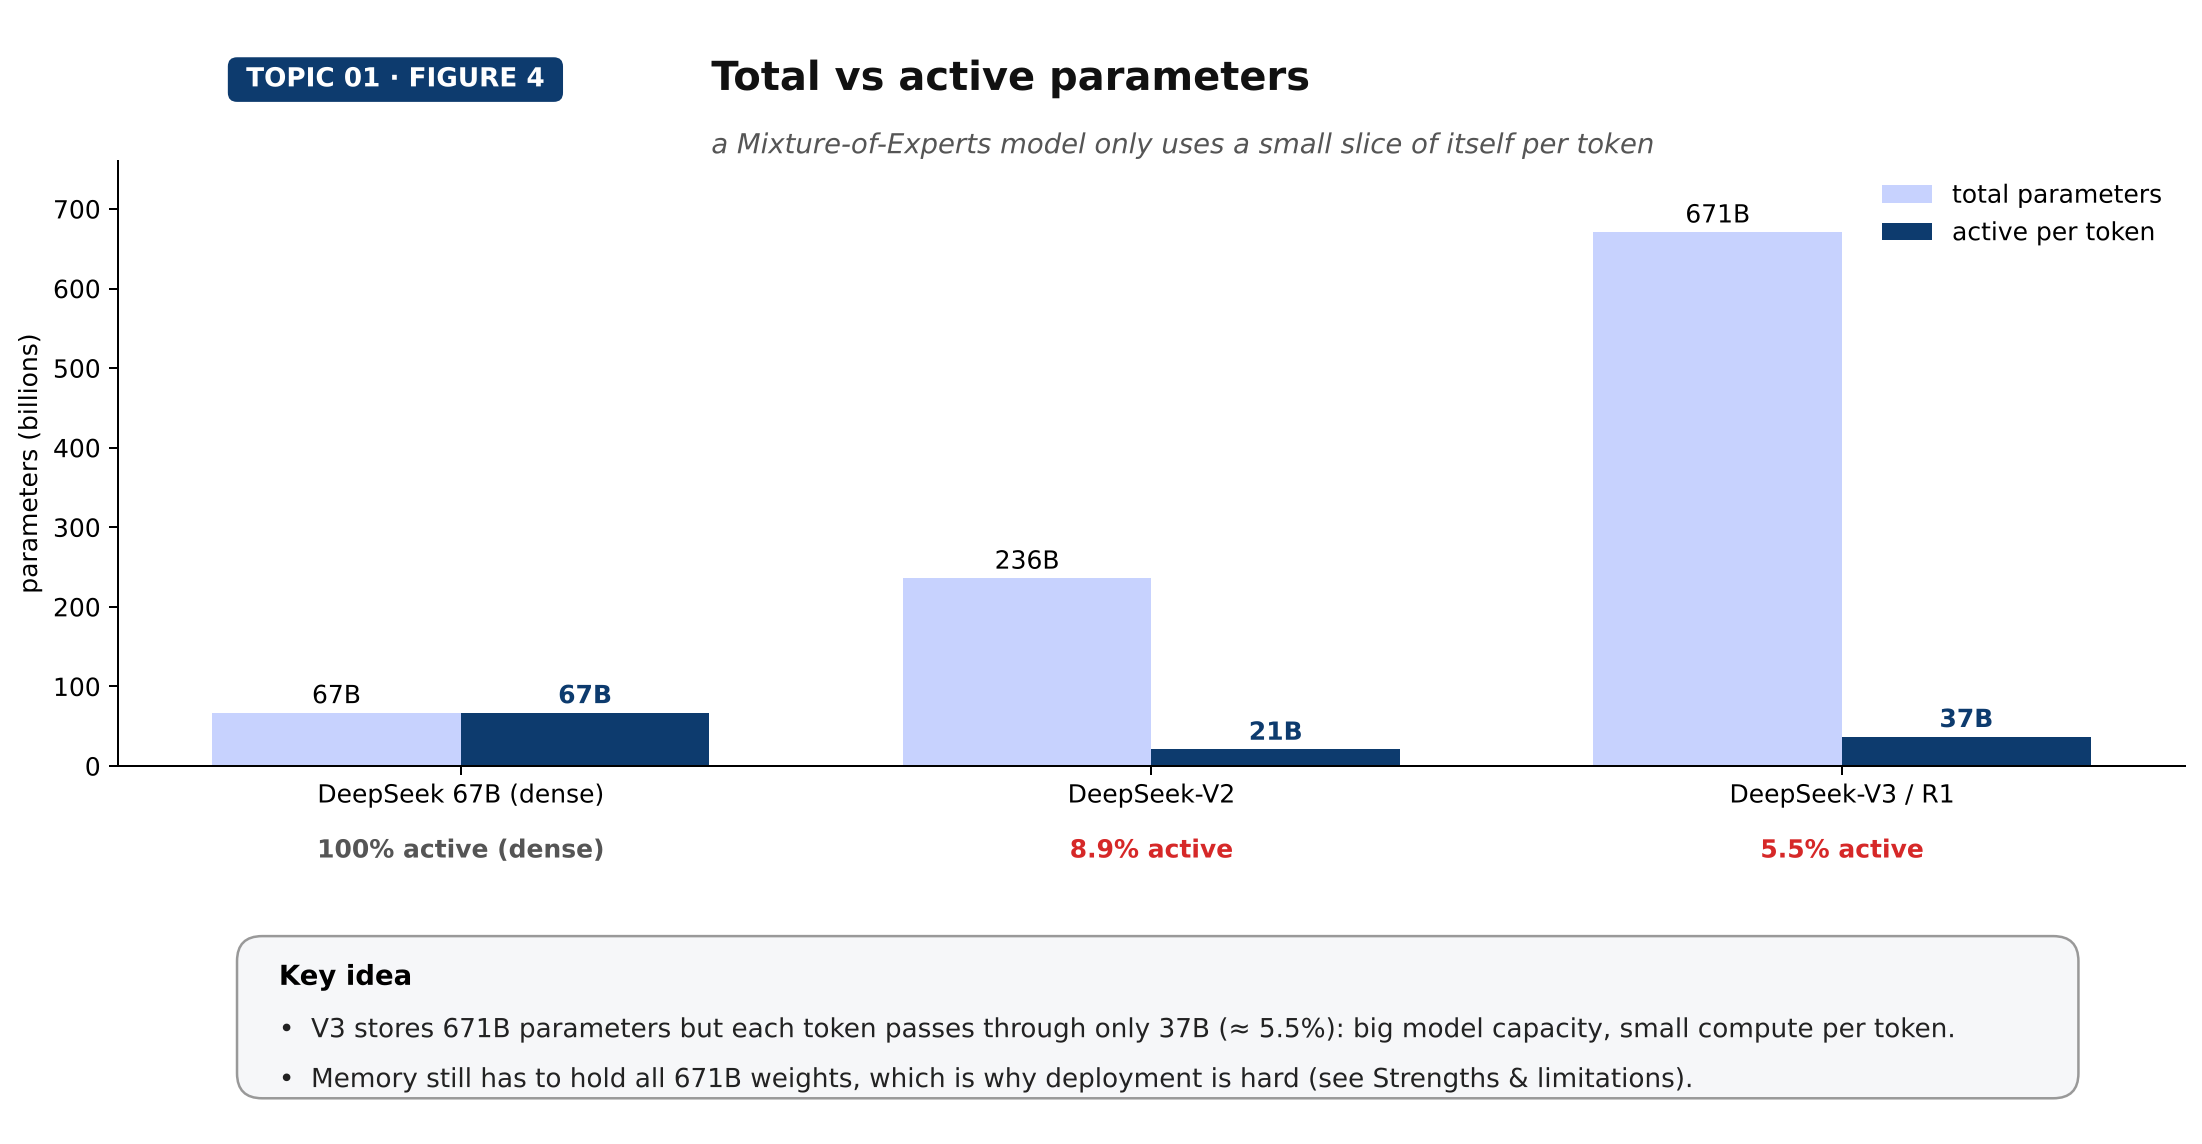 TOPIC 01 · FIGURE 4
Total vs active parameters
a Mixture-of-Experts model only uses a small slice of itself per token
total parameters
active per token
parameters (billions)
700
600
500
400
300
200
100
0
67B
67B
236B
21B
671B
37B
DeepSeek 67B (dense)
DeepSeek-V2
DeepSeek-V3 / R1
100% active (dense)
8.9% active
5.5% active
Key idea
• V3 stores 671B parameters but each token passes through only 37B (≈ 5.5%): big model capacity, small compute per token.
• Memory still has to hold all 671B weights, which is why deployment is hard (see Strengths & limitations).